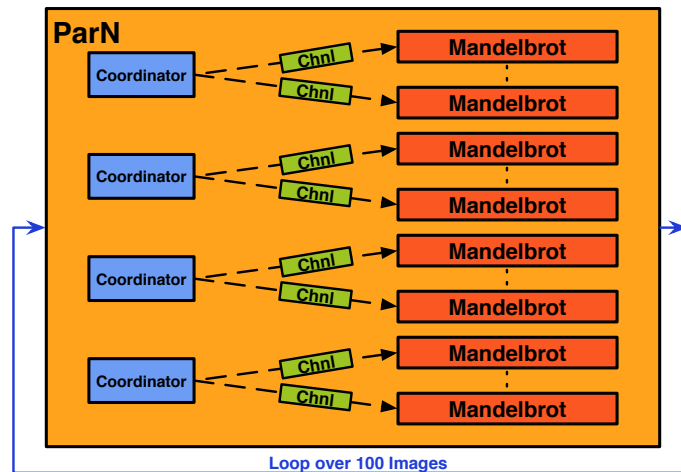 ParN
Coordinator
Chnl
Chnl
Mandelbrot
Mandelbrot
Coordinator
Chnl
Chnl
Mandelbrot
Mandelbrot
Coordinator
Chnl
Chnl
Mandelbrot
Mandelbrot
Coordinator
Chnl
Chnl
Mandelbrot
Mandelbrot
Loop over 100 Images